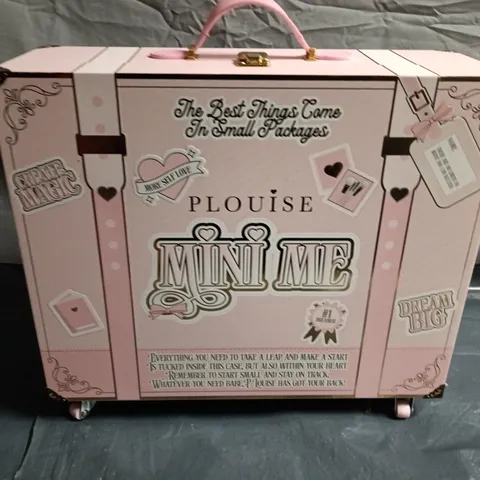 The Best Things Come
In Small Packages
MAGIC
MORE SELF LOVE
PLOUISE
MINI ME
#1
DREAM
BIG
"EVERYTHING YOU NEED TO TAKE A LEAP AND MAKE A START
IS TUCKED INSIDE THIS CASE, BUT ALSO WITHIN YOUR HEART
REMEMBER TO START SMALL AND STAY ON TRACK,
WHATEVER YOU NEED BABE, P.LOUISE HAS GOT YOUR BACK!"